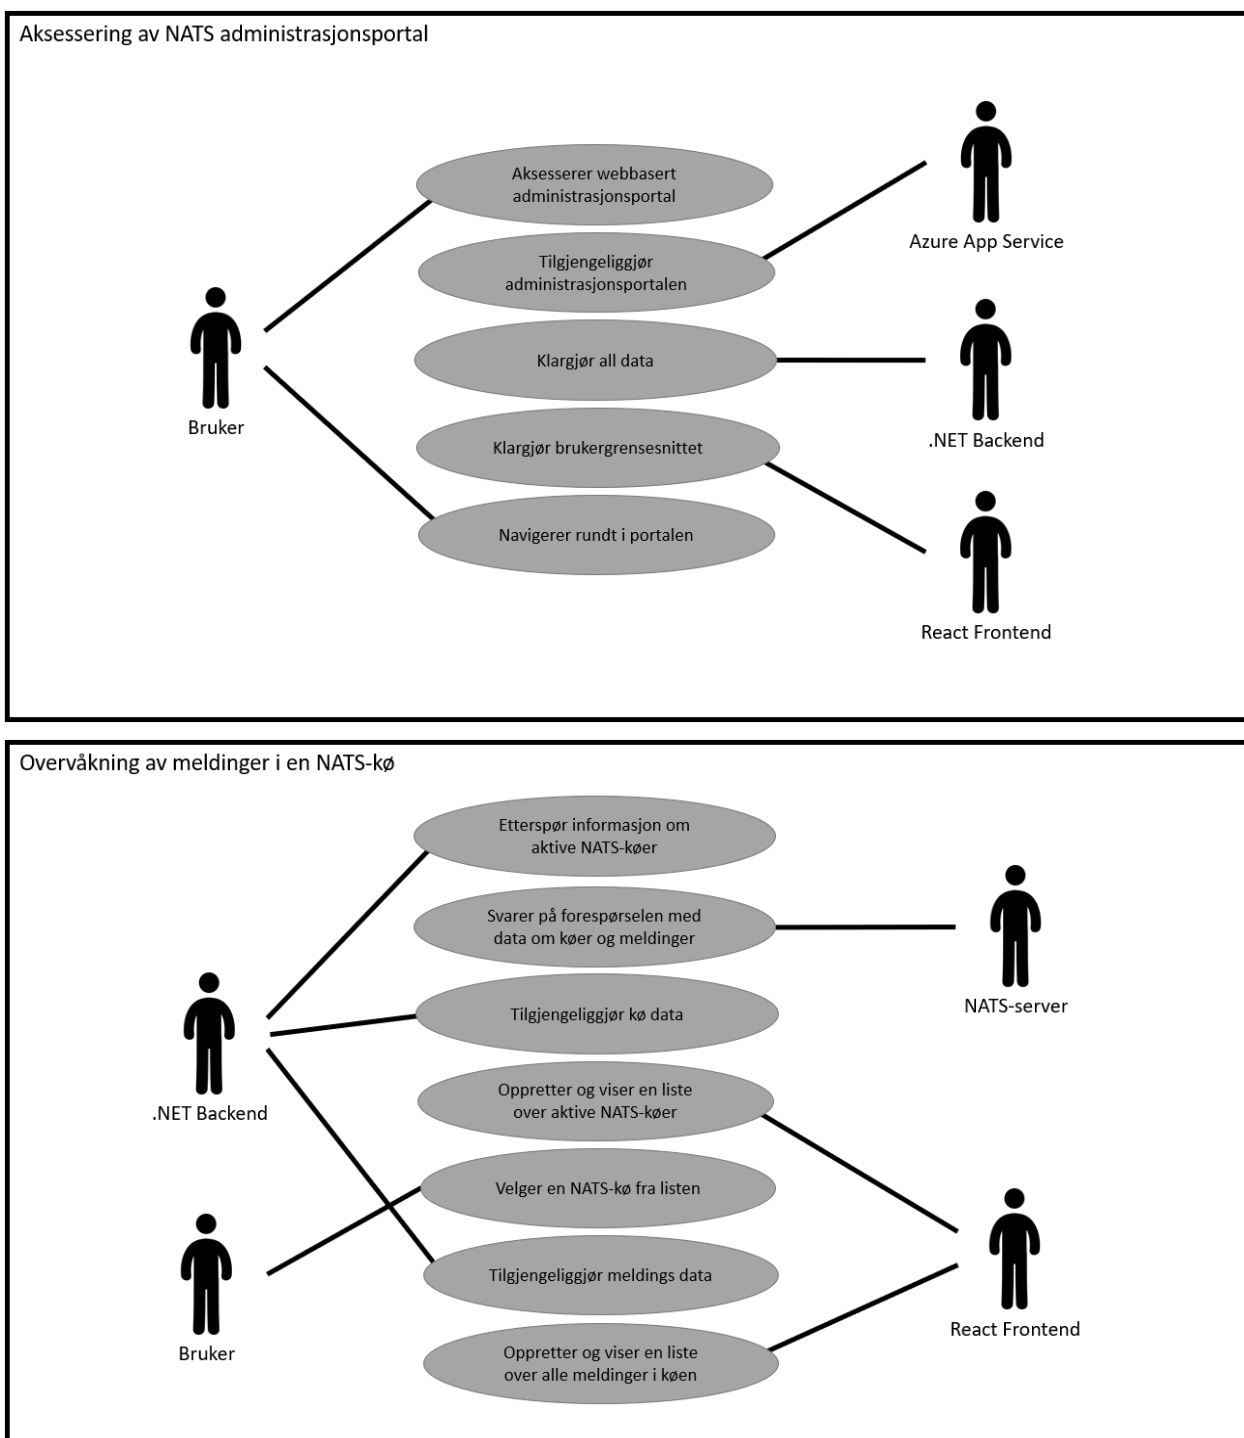 Aksessering av NATS administrasjonsportal
Aksesserer webbasert
administrasjonsportal
Azure App Service
Tilgjengeliggjør
administrasjonsportalen
Klargjør all data
Bruker
.NET Backend
Klargjør brukergrensesnittet
Navigerer rundt i portalen
React Frontend
Overvåkning av meldinger i en NATS-kø
Etterspør informasjon om
aktive NATS-køer
Svarer på forespørselen med
data om køer og meldinger
NATS-server
Tilgjengeliggjør kø data
.NET Backend
Oppretter og viser en liste
over aktive NATS-køer
Velger en NATS-kø fra listen
Tilgjengeliggjør meldings data
React Frontend
Bruker
Oppretter og viser en liste
over alle meldinger i køen